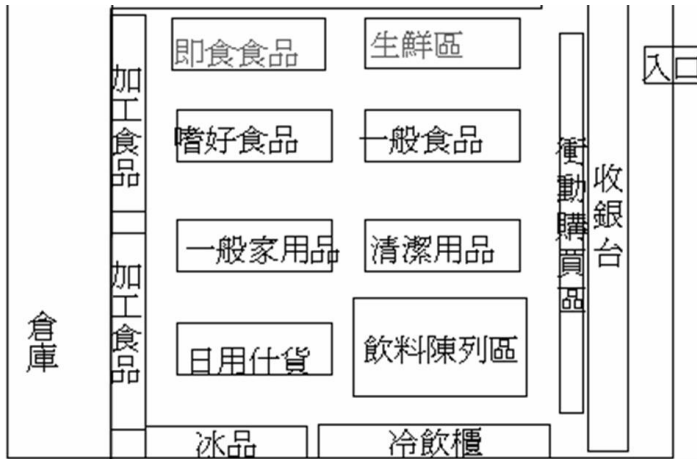 即食食品
生鮮區
入口
加工食品
嗜好食品
一般食品
衝動購買區
收銀台
一般家用品
清潔用品
加工食品
倉庫
日用什貨
飲料陳列區
冰品
冷飲櫃